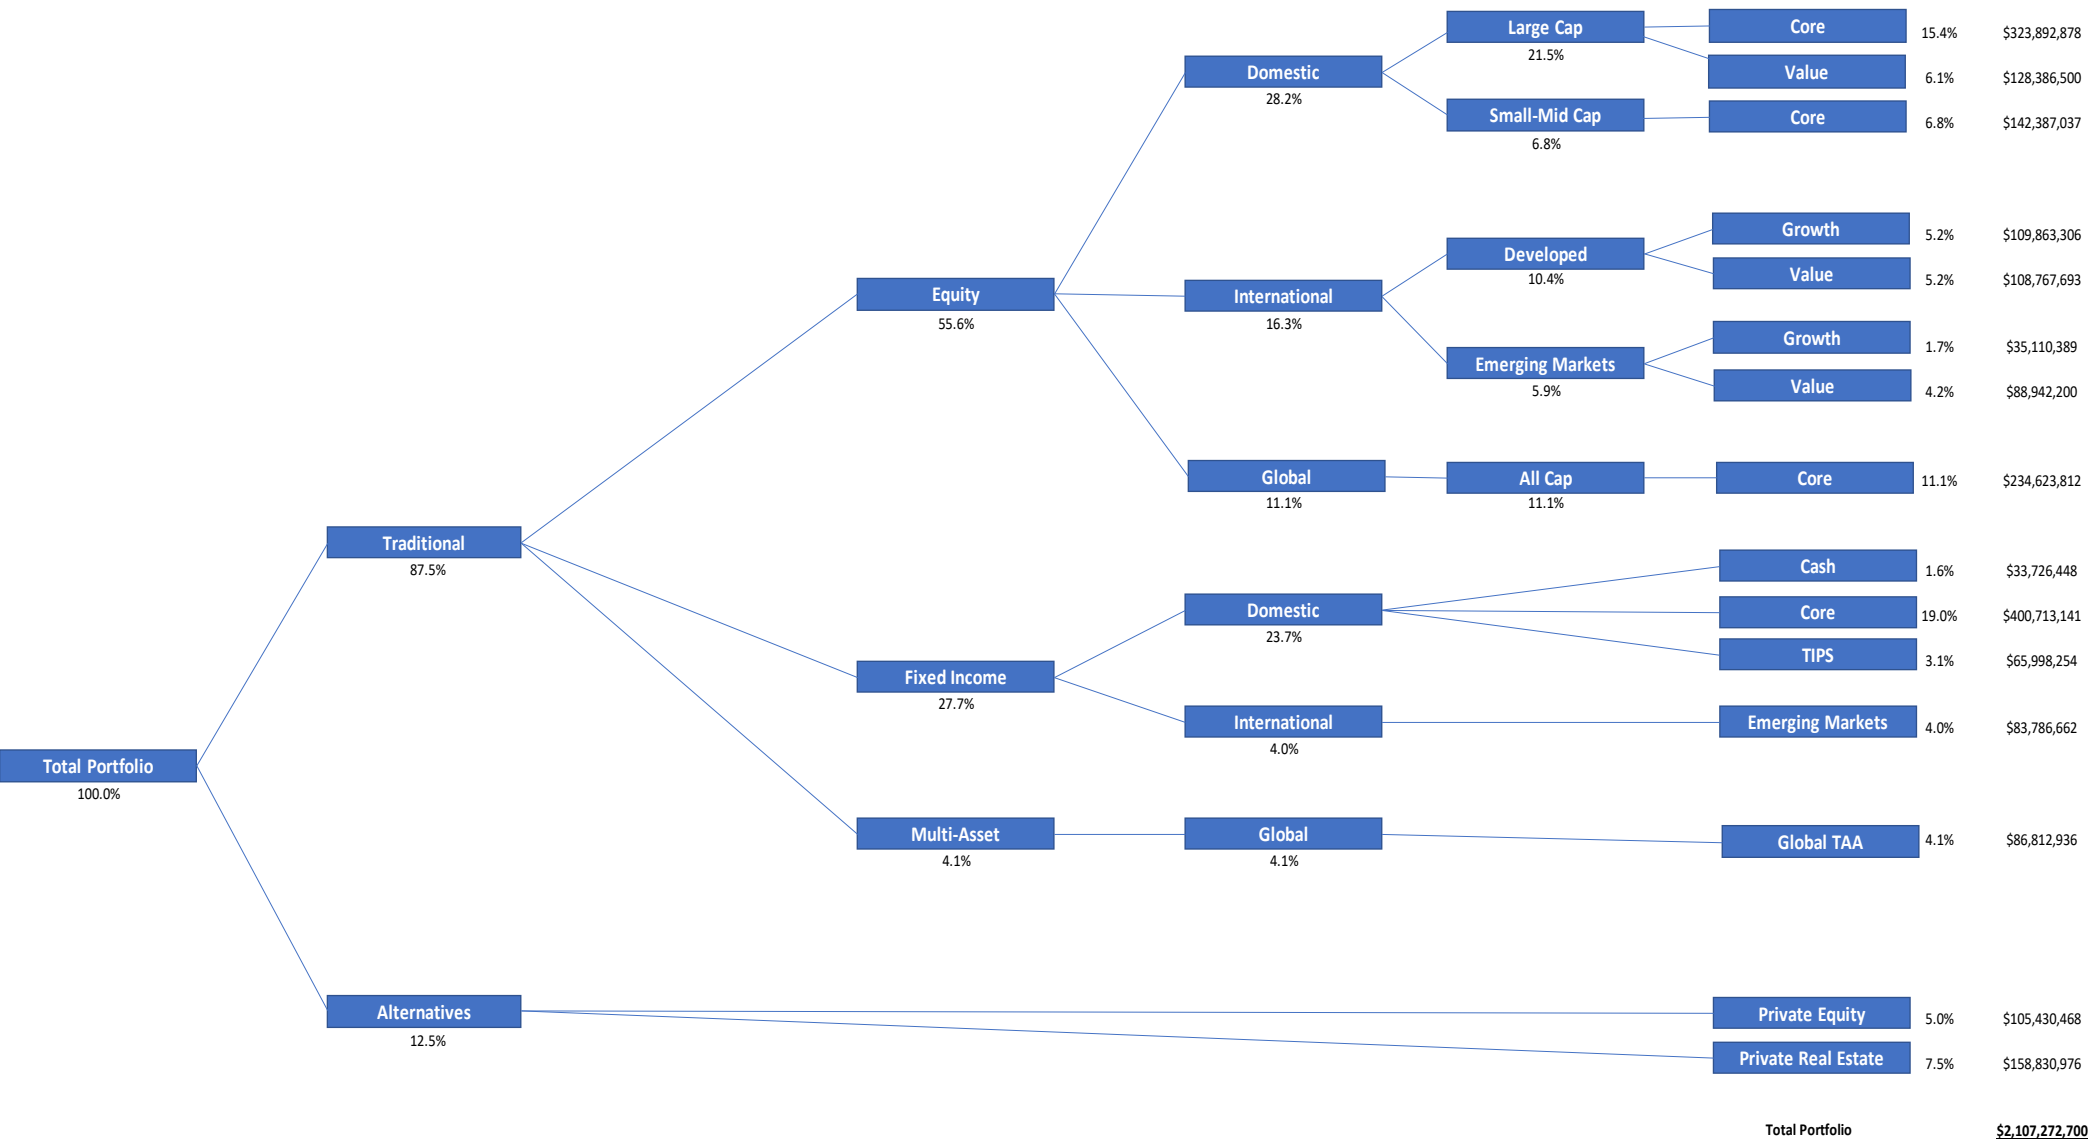 Large Cap
Core
15.4%
$323,892,878
21.5%
Domestic
Value
6.1%
$128,386,500
28.2%
Small-Mid Cap
Core
6.8%
$142,387,037
6.8%
Growth
5.2%
$109,863,306
Developed
10.4%
Value
5.2%
$108,767,693
Equity
55.6%
International
16.3%
Growth
1.7%
$35,110,389
Emerging Markets
5.9%
Value
4.2%
$88,942,200
Global
11.1%
All Cap
11.1%
Core
11.1%
$234,623,812
Traditional
87.5%
Cash
1.6%
$33,726,448
Domestic
23.7%
Core
19.0%
$400,713,141
TIPS
3.1%
$65,998,254
Fixed Income
27.7%
International
4.0%
Emerging Markets
4.0%
$83,786,662
Total Portfolio
100.0%
Multi-Asset
4.1%
Global
4.1%
Global TAA
4.1%
$86,812,936
Alternatives
12.5%
Private Equity
5.0%
$105,430,468
Private Real Estate
7.5%
$158,830,976
Total Portfolio
$2,107,272,700